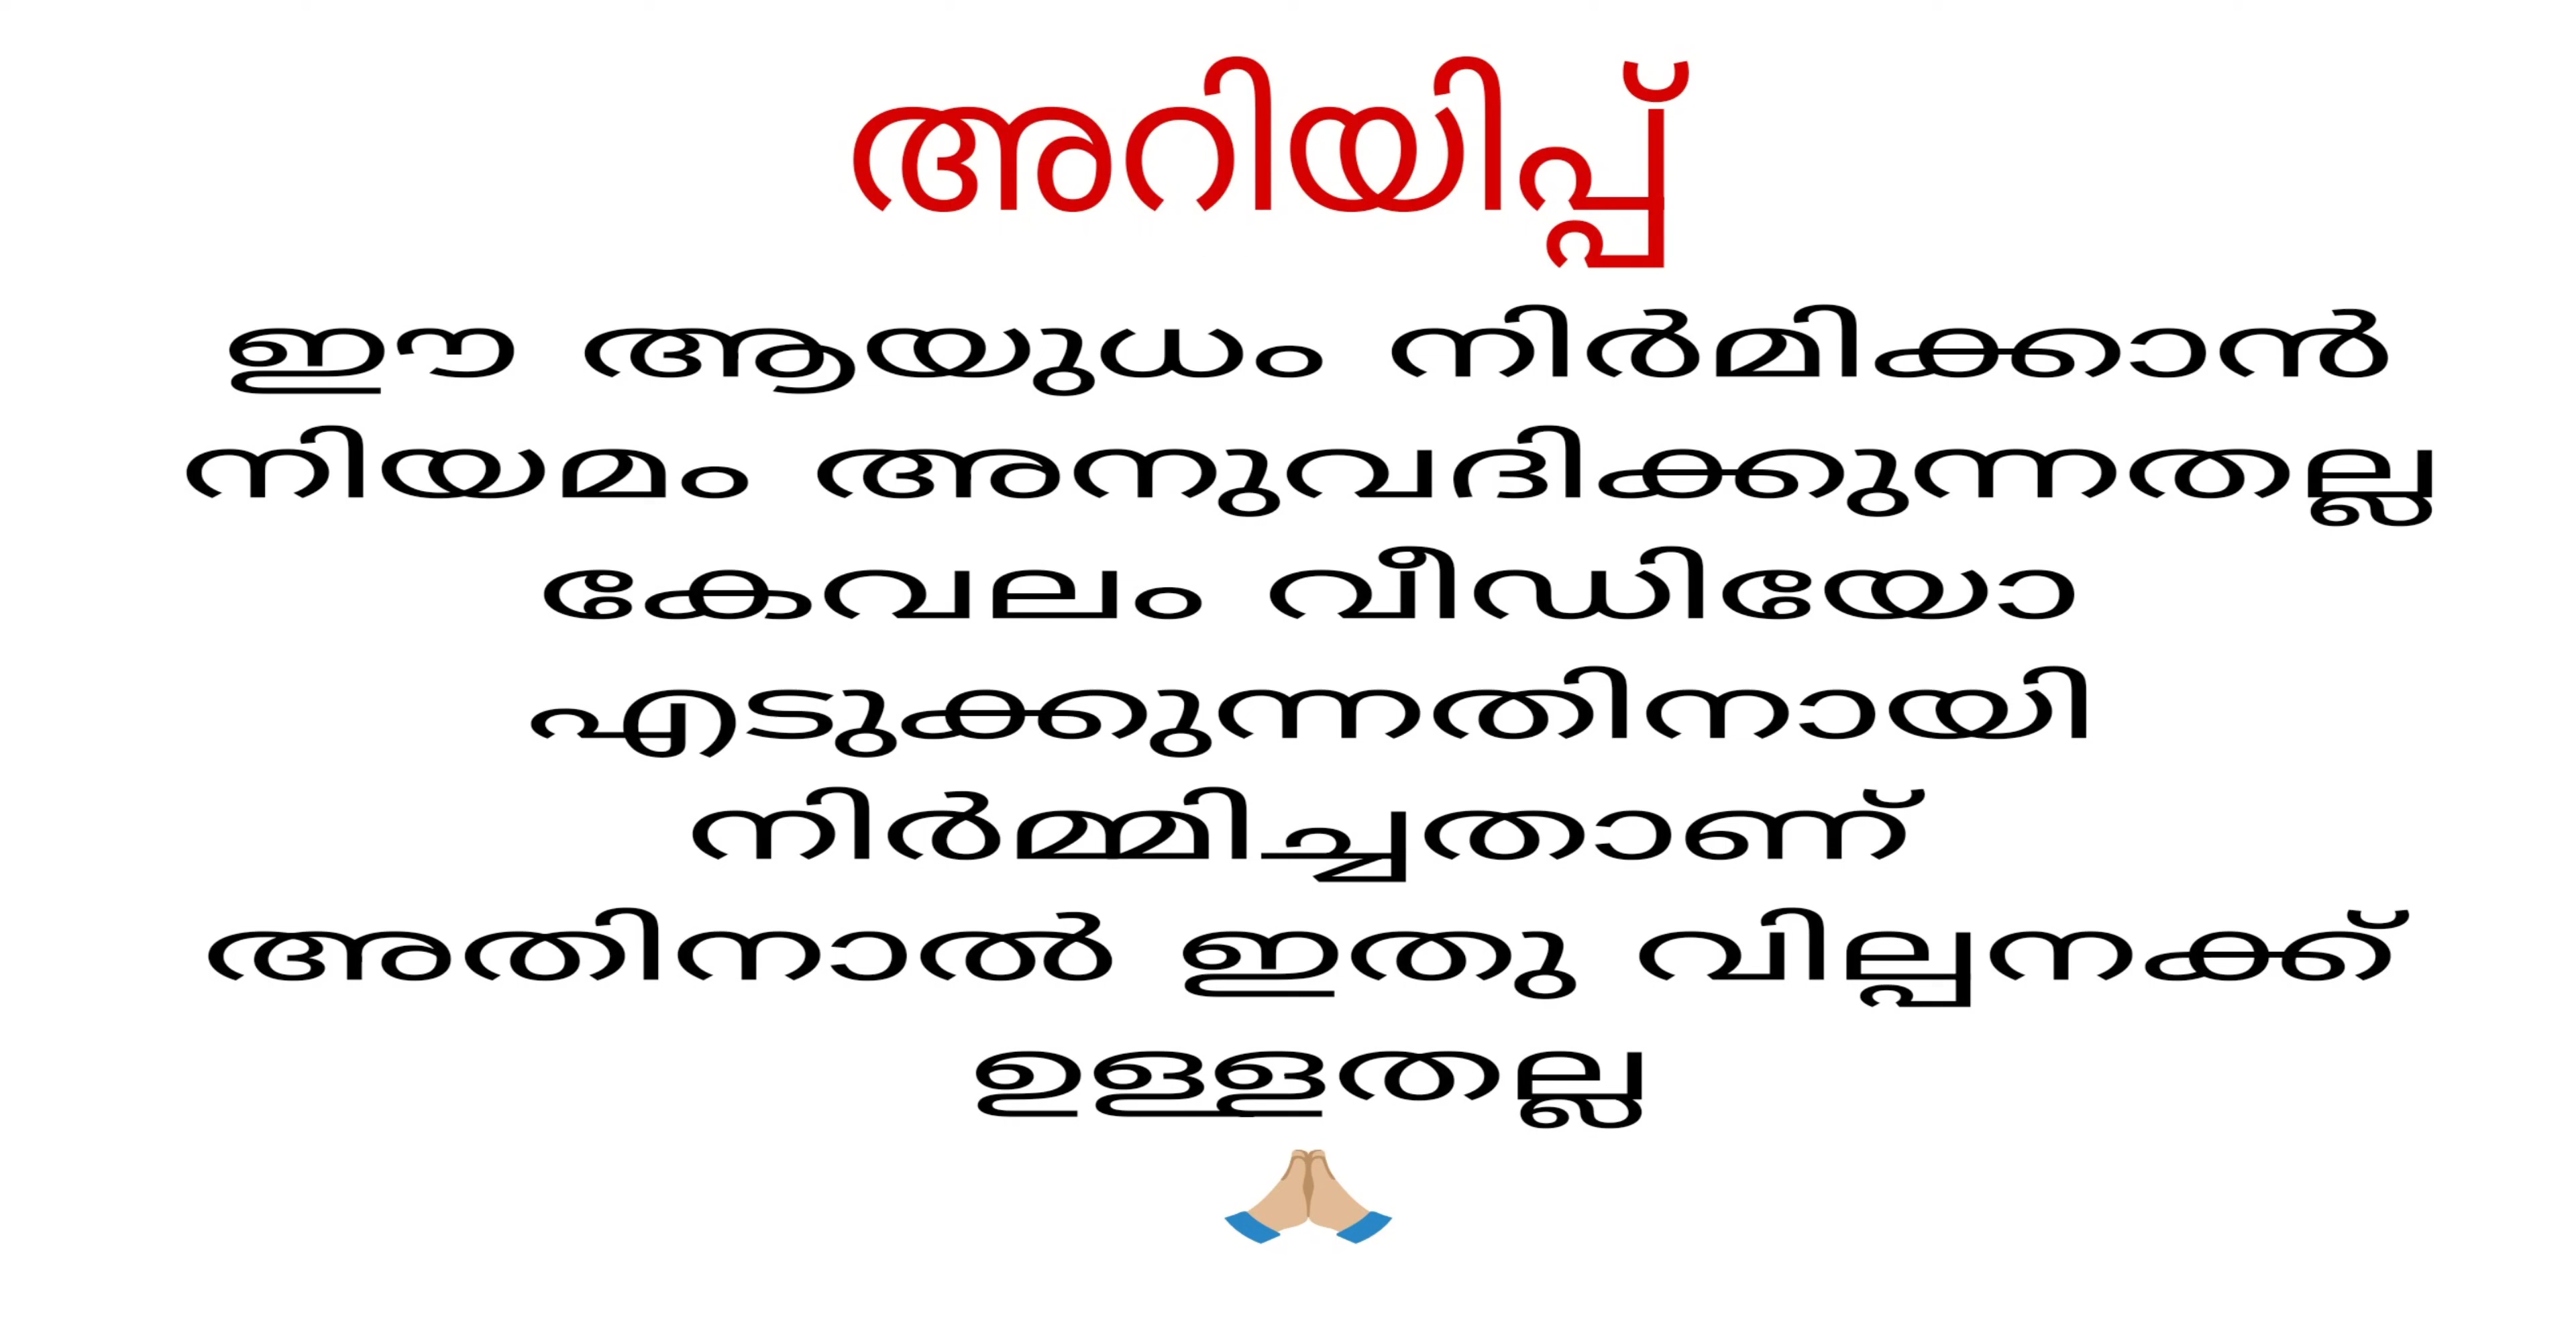 അറിയിപ്പ്
ഈ ആയുധം നിർമിക്കാൻ
നിയമം അനുവദിക്കുന്നതല്ല
കേവലം വീഡിയോ
എടുക്കുന്നതിനായി
നിർമ്മിച്ചതാണ്
അതിനാൽ ഇതു വില്പനക്ക്
ഉള്ളതല്ല
🙏🏼